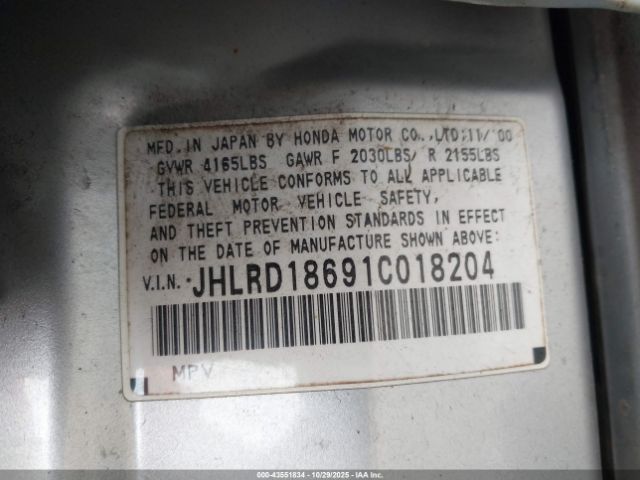 MFD. IN JAPAN BY HONDA MOTOR CO., LTD. 11/'00
GVWR 4165LBS GAWR F 2030LBS/ R 2155LBS
THIS VEHICLE CONFORMS TO ALL APPLICABLE
FEDERAL MOTOR VEHICLE SAFETY,
AND THEFT PREVENTION STANDARDS IN EFFECT
ON THE DATE OF MANUFACTURE SHOWN ABOVE:
V.I.N. JHLRD18691C018204
MPV
000-43551834 | 10/29/2025 - IAAI.COM